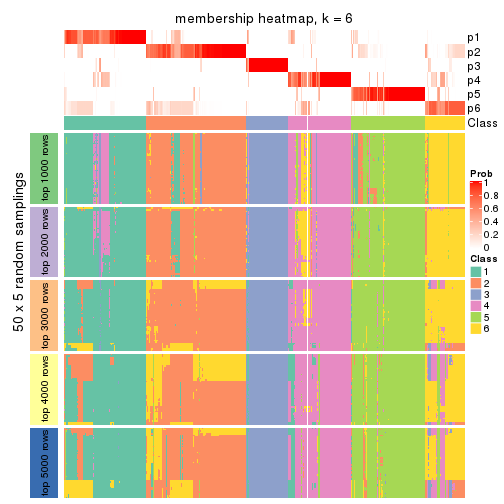 membership heatmap, k = 6
p1
p2
p3
p4
p5
p6
Class
50 x 5 random samplings
top 1000 rows
top 2000 rows
top 3000 rows
top 4000 rows
top 5000 rows
Prob
1
0.8
0.6
0.4
0.2
0
Class
1
2
3
4
5
6